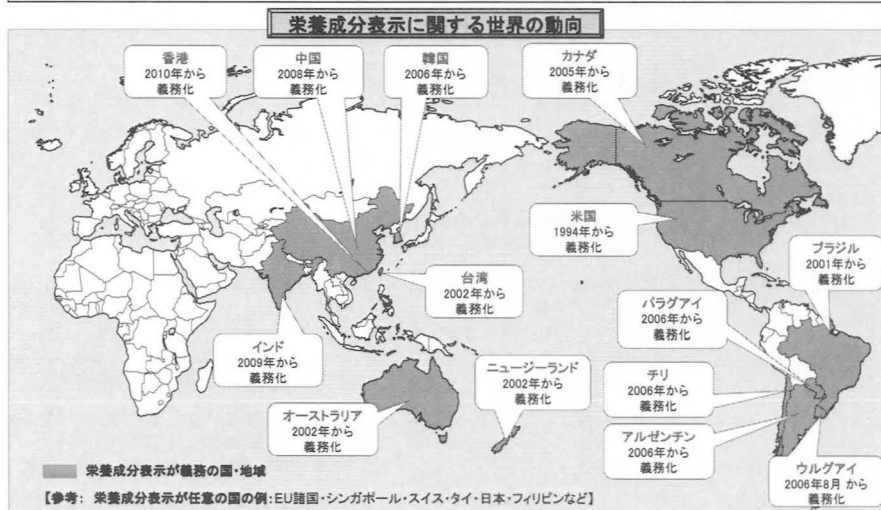 栄養成分表示に関する世界の動向
香港
2010年から
義務化
中国
2008年から
義務化
韓国
2006年から
義務化
カナダ
2005年から
義務化
米国
1994年から
義務化
ブラジル
2001年から
義務化
台湾
2002年から
義務化
パラグアイ
2006年から
義務化
インド
2009年から
義務化
ニュージーランド
2002年から
義務化
チリ
2006年から
義務化
オーストラリア
2002年から
義務化
アルゼンチン
2006年から
義務化
ウルグアイ
2006年8月 から
義務化
栄養成分表示が義務の国・地域
【参考: 栄養成分表示が任意の国の例:EU諸国・シンガポール・スイス・タイ・日本・フィリピンなど】